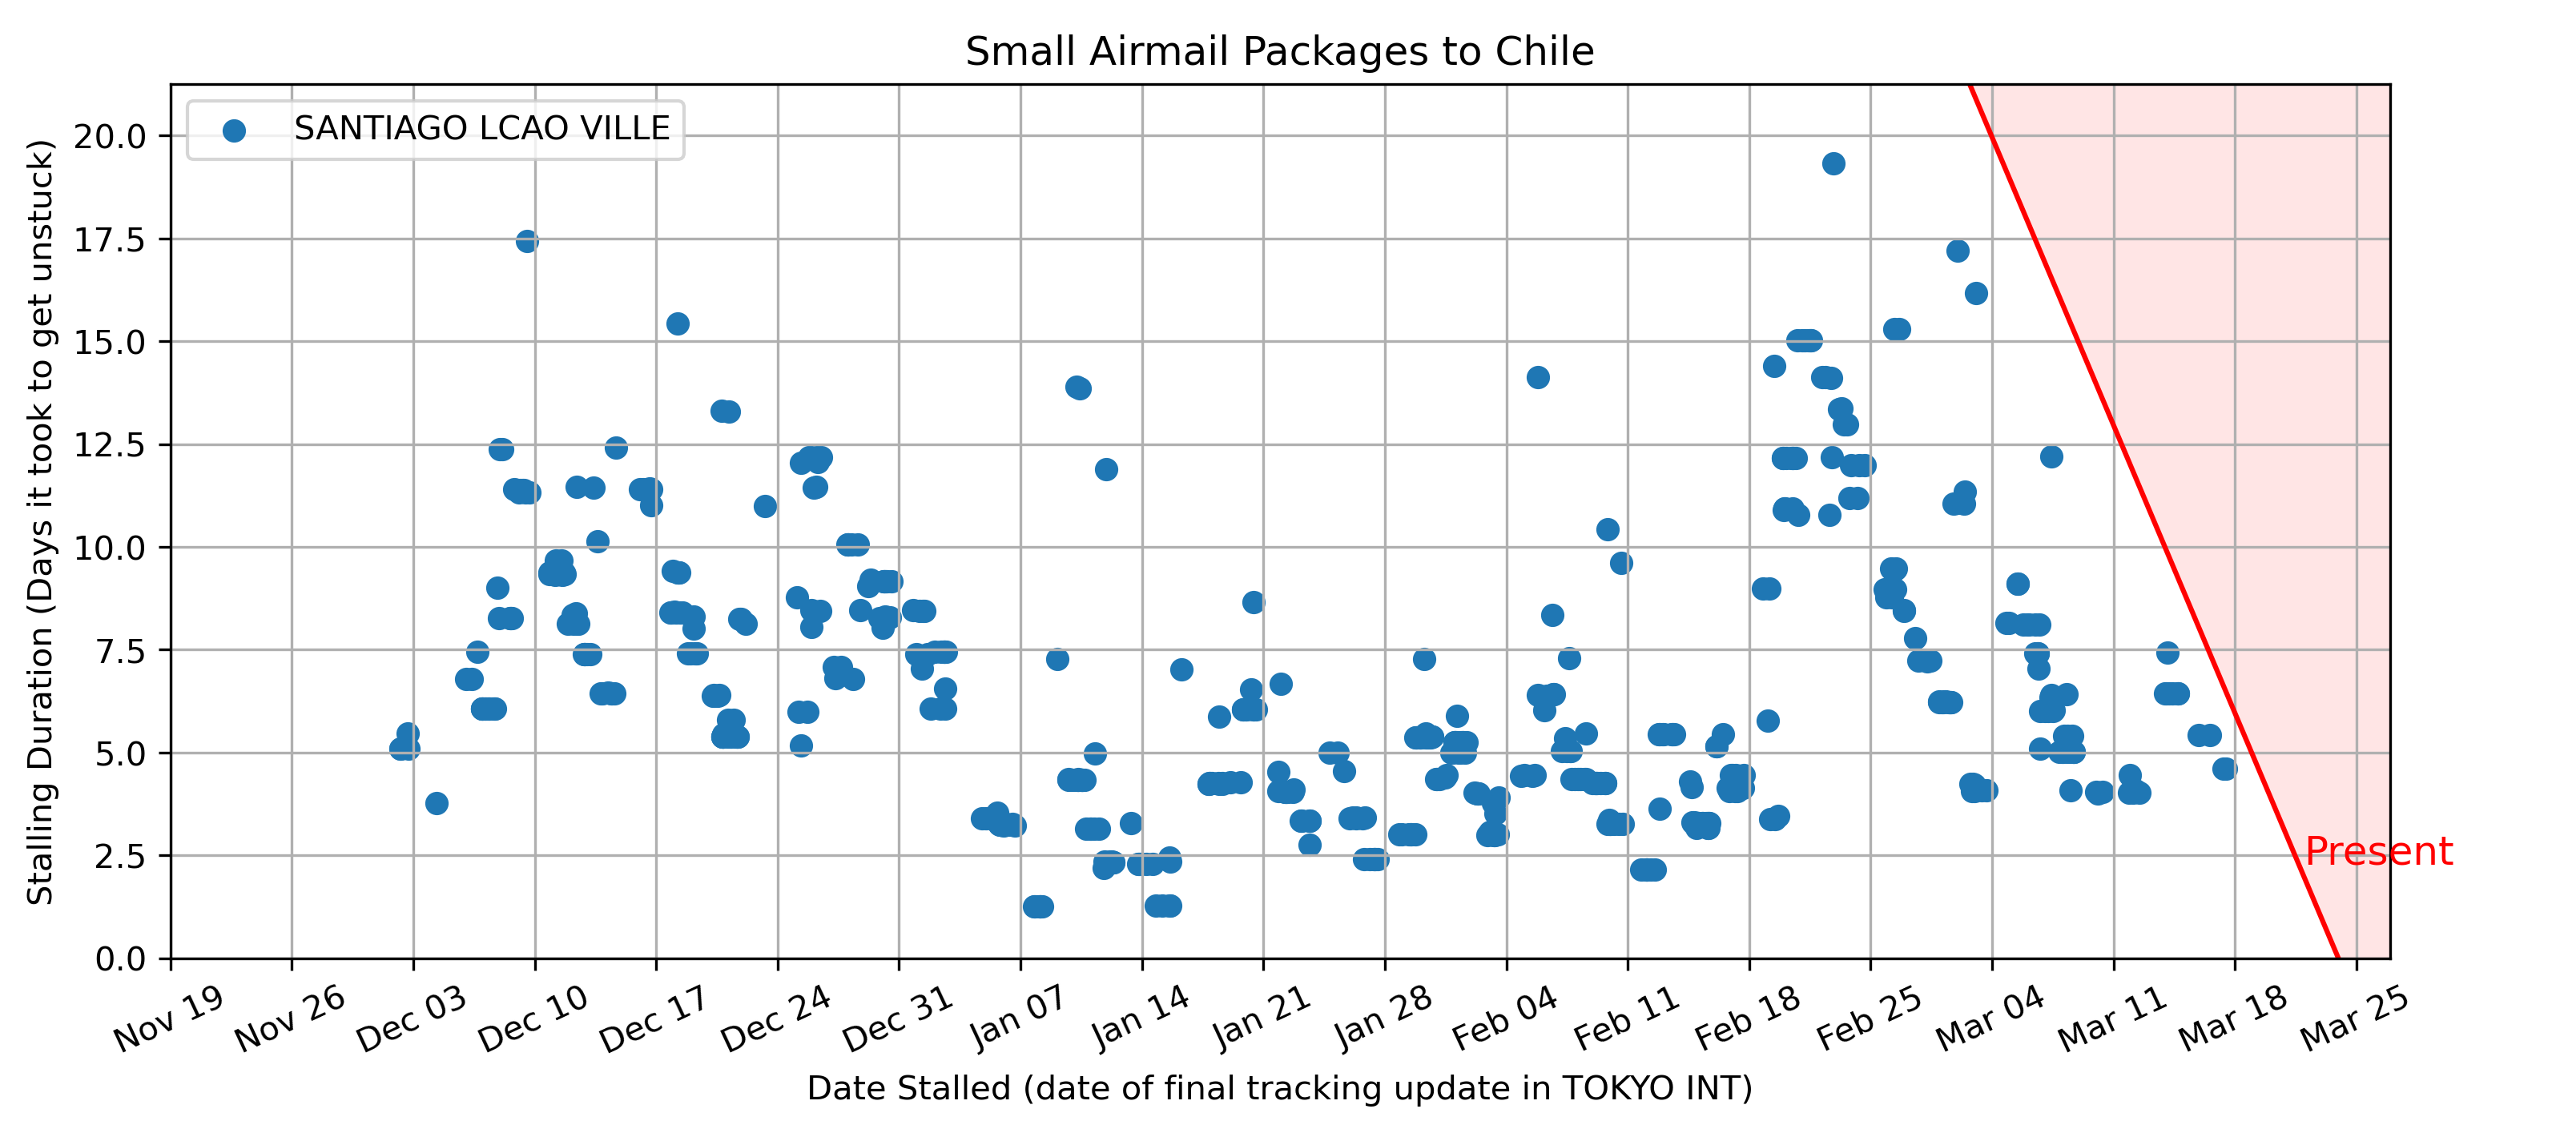 Small Airmail Packages to Chile
SANTIAGO LCAO VILLE
Stalling Duration (Days it took to get unstuck)
20.0
17.5
15.0
12.5
10.0
7.5
5.0
2.5
0.0
Present
Nov 19
Nov 26
Dec 03
Dec 10
Dec 17
Dec 24
Dec 31
Jan 07
Jan 14
Jan 21
Jan 28
Feb 04
Feb 11
Feb 18
Feb 25
Mar 04
Mar 11
Mar 18
Mar 25
Date Stalled (date of final tracking update in TOKYO INT)